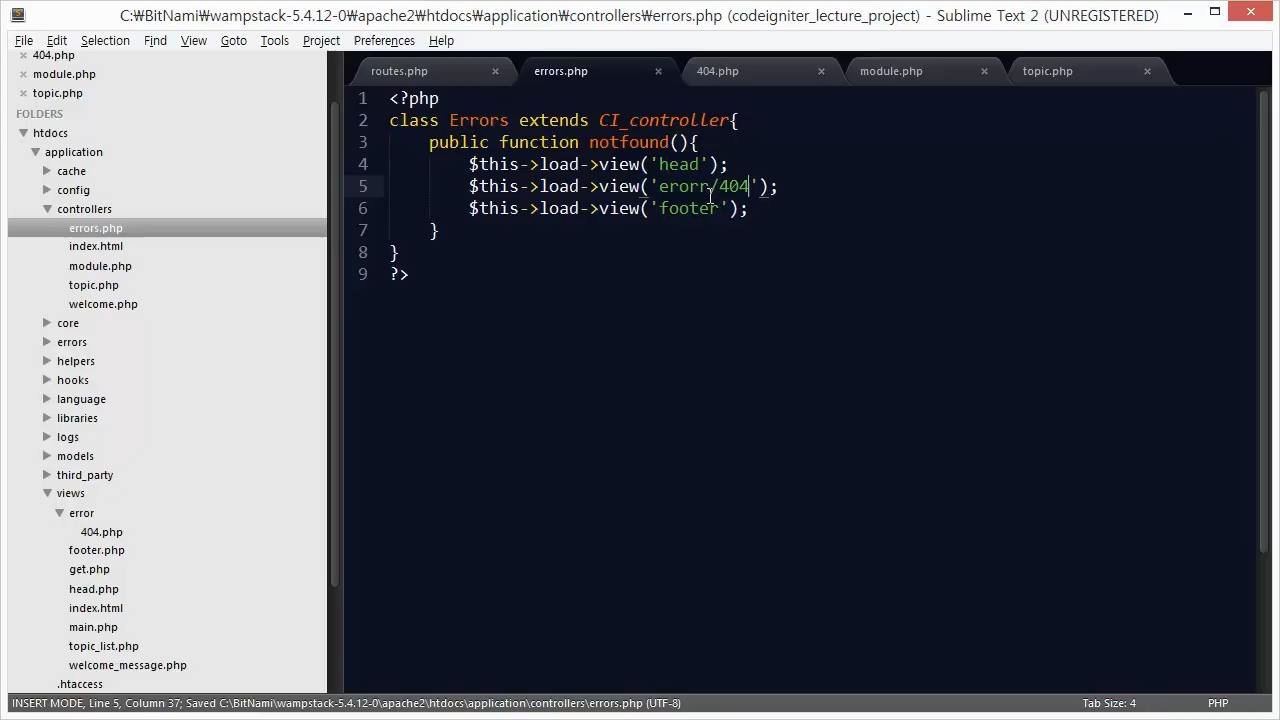 C:₩BitNami₩wampstack-5.4.12-0₩apache2₩htdocs₩application₩controllers₩errors.php (codeigniter_lecture_project) - Sublime Text 2 (UNREGISTERED)
File Edit Selection Find View Goto Tools Project Preferences Help
404.php
module.php
topic.php
FOLDERS
htdocs
application
cache
config
controllers
errors.php
index.html
module.php
topic.php
welcome.php
core
errors
helpers
hooks
language
libraries
logs
models
third_party
views
error
404.php
footer.php
get.php
head.php
index.html
main.php
topic_list.php
welcome_message.php
.htaccess
routes.php errors.php 404.php module.php topic.php
1 <?php
2 class Errors extends CI_controller{
3 public function notfound(){
4 $this->load->view('head');
5 $this->load->view('erorr/404');
6 $this->load->view('footer');
7 }
8 }
9 ?>
INSERT MODE, Line 5, Column 37; Saved C:\BitNami\wampstack-5.4.12-0\apache2\htdocs\application\controllers\errors.php (UTF-8) Tab Size: 4 PHP